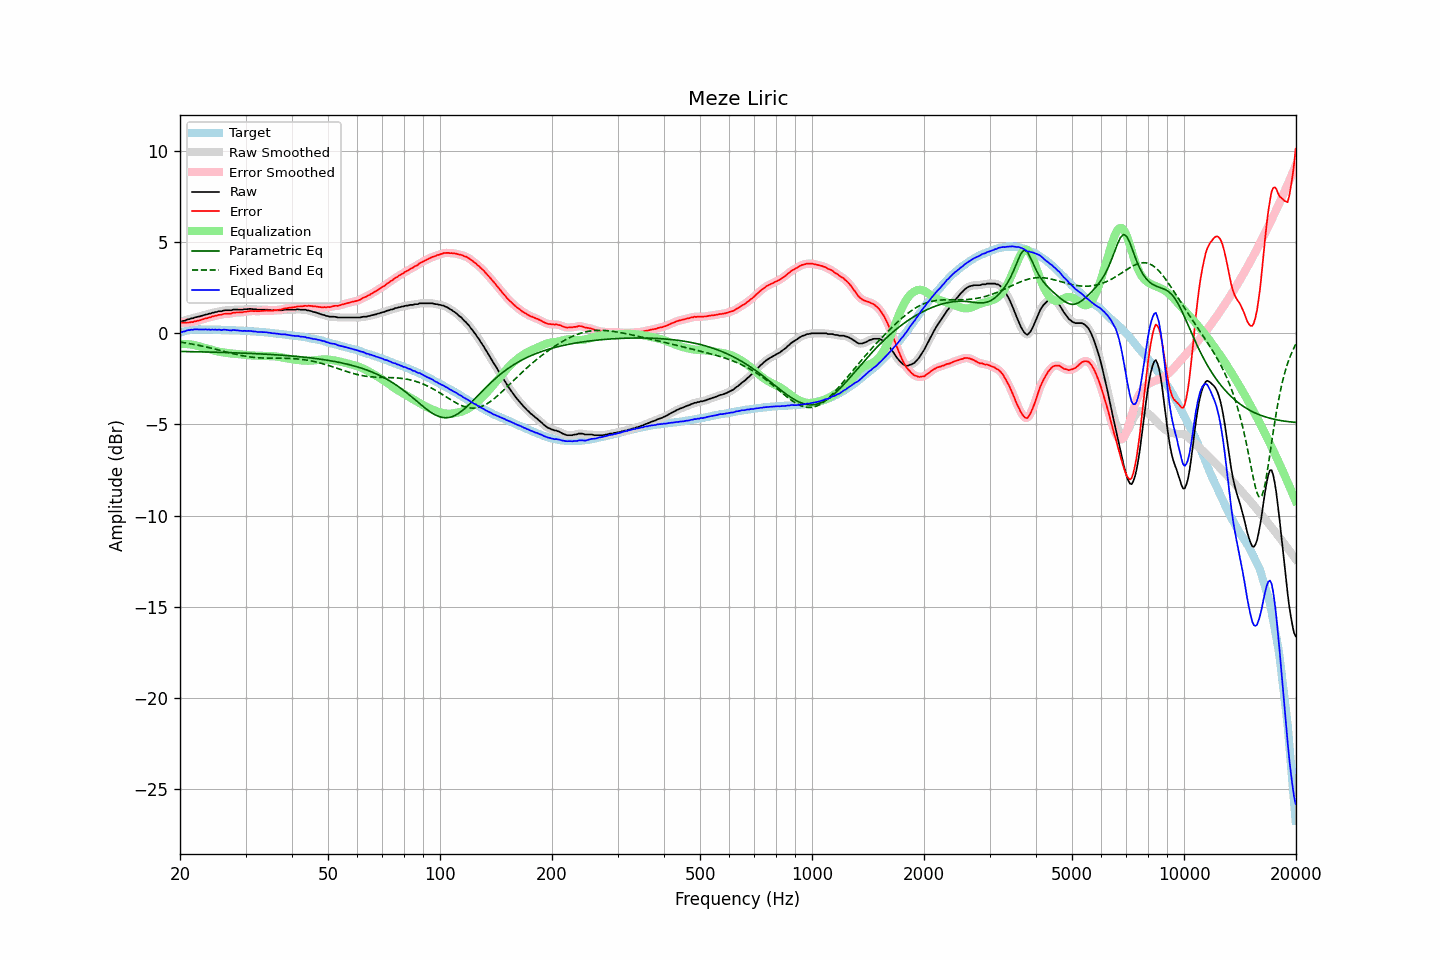 Meze Liric
Target
Raw Smoothed
Error Smoothed
Raw
Error
Equalization
Parametric Eq
Fixed Band Eq
Equalized
Amplitude (dBr)
10
5
0
−5
−10
−15
−20
−25
20 50 100 200 500 1000 2000 5000 10000 20000
Frequency (Hz)